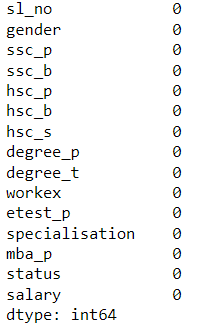 sl_no 0
gender 0
ssc_p 0
ssc_b 0
hsc_p 0
hsc_b 0
hsc_s 0
degree_p 0
degree_t 0
workex 0
etest_p 0
specialisation 0
mba_p 0
status 0
salary 0
dtype: int64